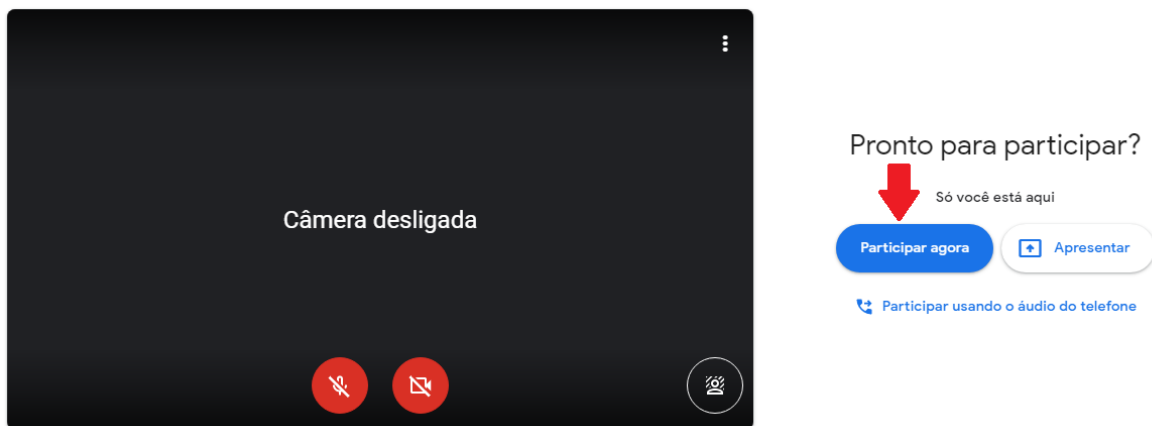 Câmera desligada
Pronto para participar?
Só você está aqui
Participar agora
Apresentar
Participar usando o áudio do telefone